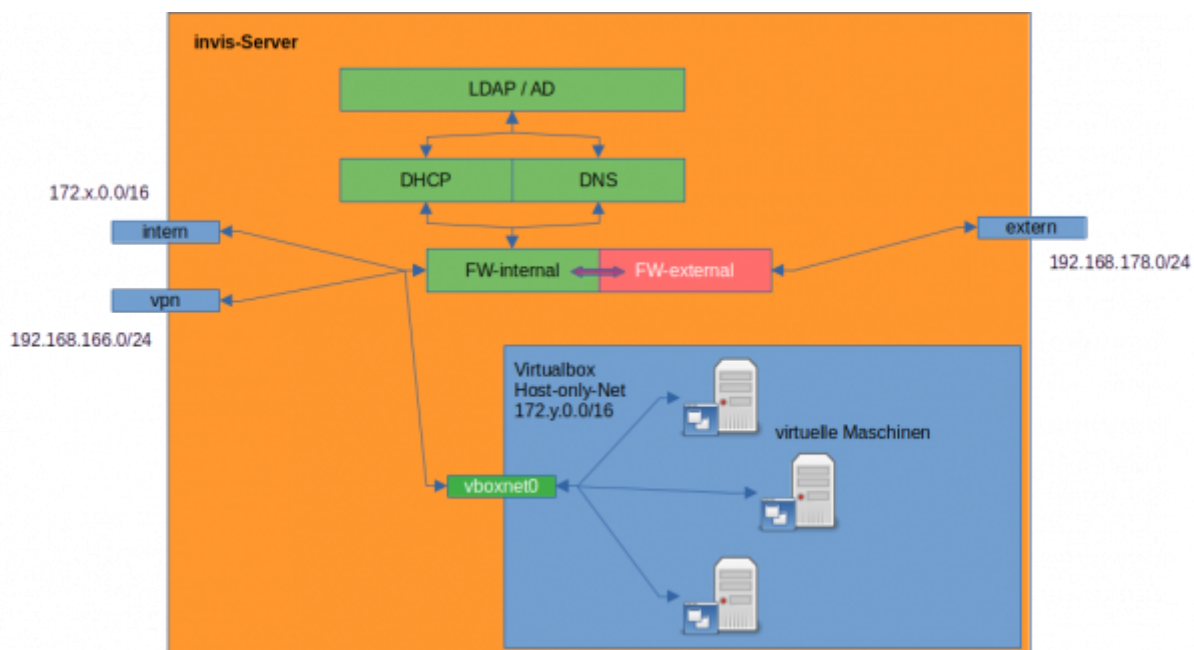 invis-Server
LDAP / AD
DHCP
DNS
172.x.0.0/16
intern
extern
FW-internal
FW-external
192.168.178.0/24
vpn
192.168.166.0/24
Virtualbox
Host-only-Net
172.y.0.0/16
virtuelle Maschinen
vboxnet0